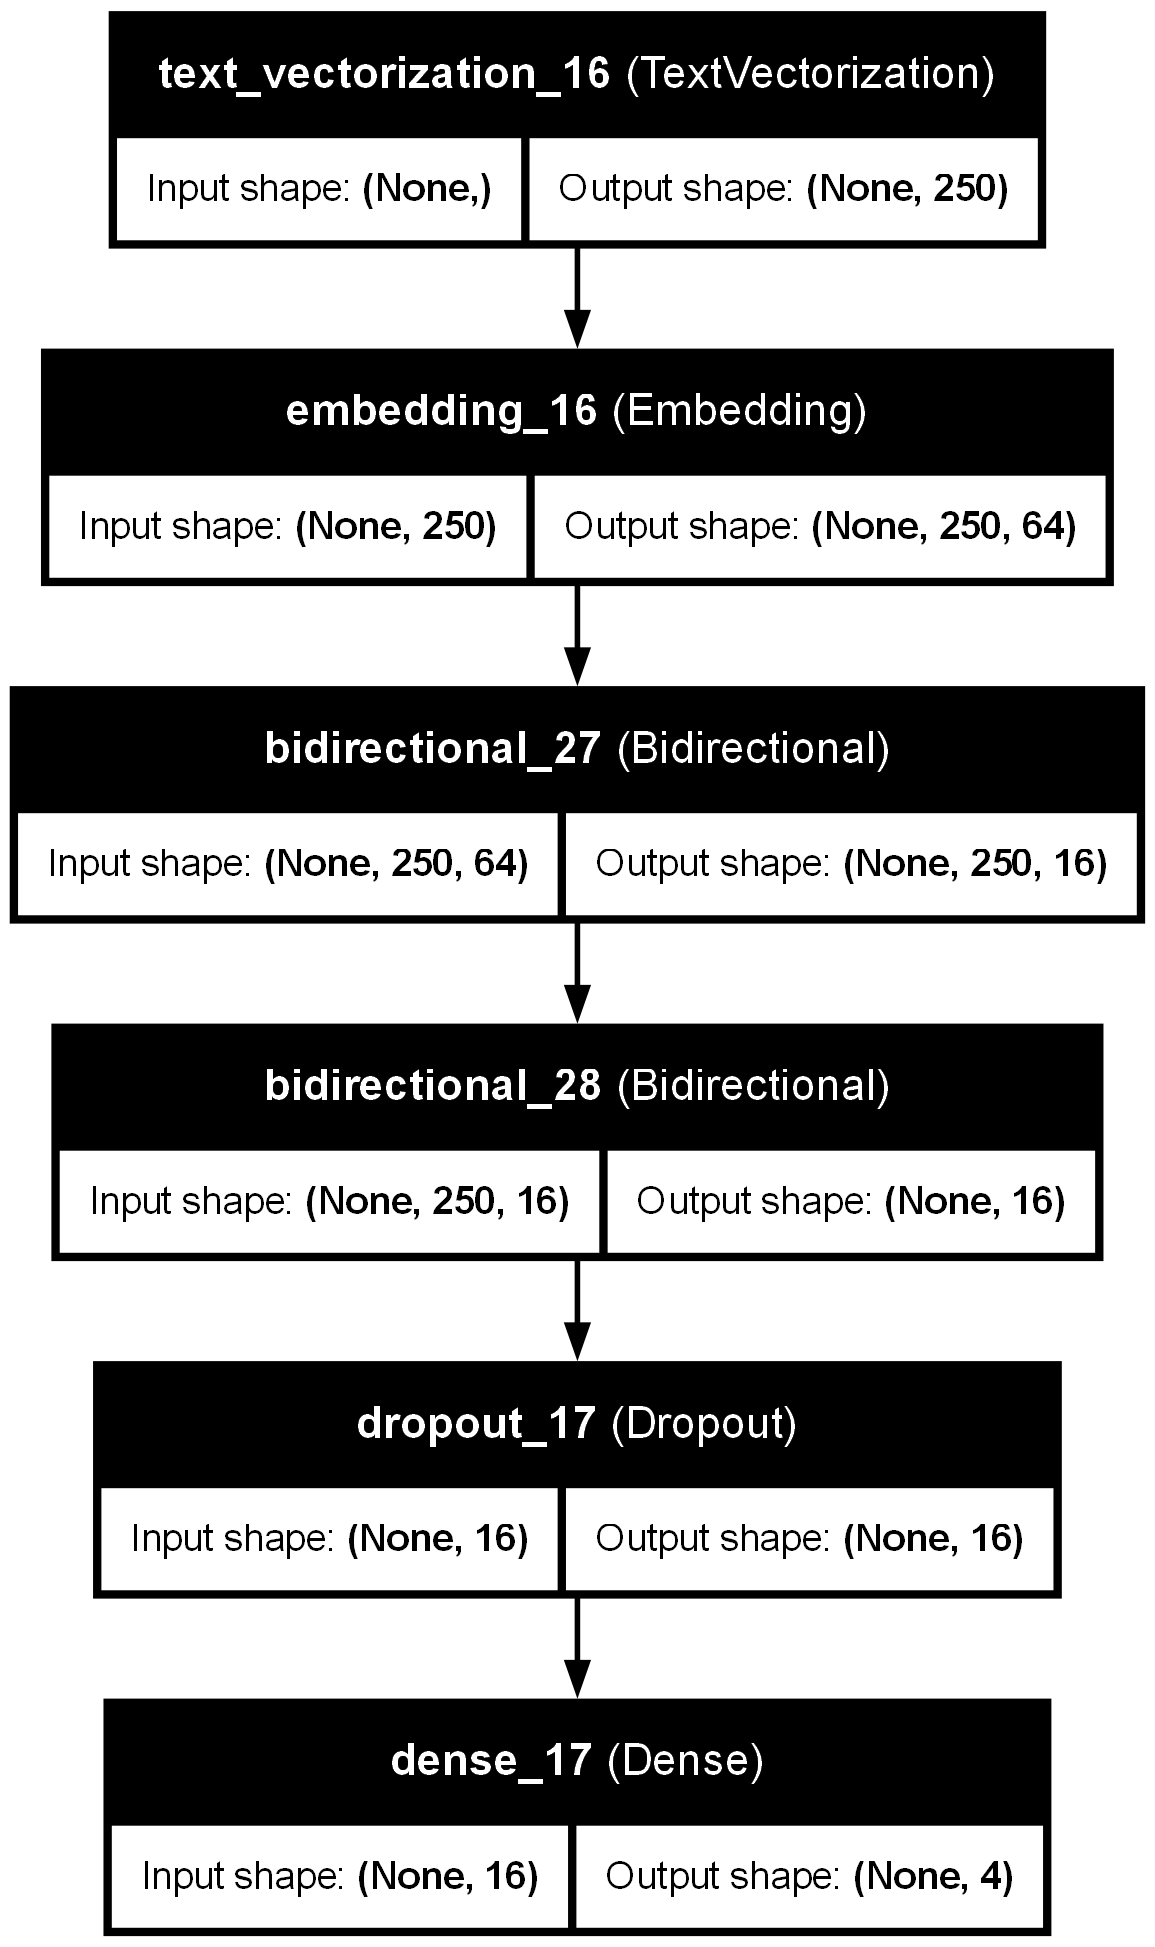 text_vectorization_16 (TextVectorization)
Input shape: (None,) Output shape: (None, 250)
embedding_16 (Embedding)
Input shape: (None, 250) Output shape: (None, 250, 64)
bidirectional_27 (Bidirectional)
Input shape: (None, 250, 64) Output shape: (None, 250, 16)
bidirectional_28 (Bidirectional)
Input shape: (None, 250, 16) Output shape: (None, 16)
dropout_17 (Dropout)
Input shape: (None, 16) Output shape: (None, 16)
dense_17 (Dense)
Input shape: (None, 16) Output shape: (None, 4)